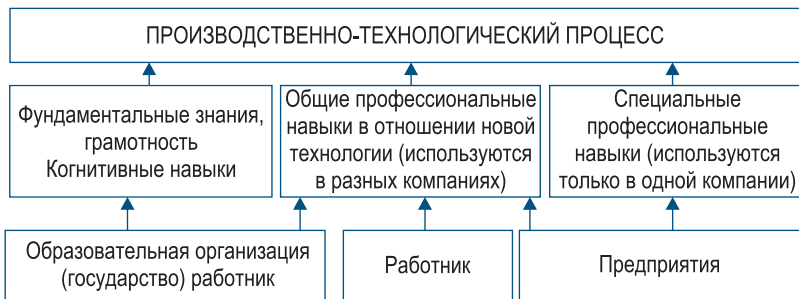 ПРОИЗВОДСТВЕННО-ТЕХНОЛОГИЧЕСКИЙ ПРОЦЕСС
Фундаментальные знания,
грамотность
Когнитивные навыки
Общие профессиональные
навыки в отношении новой
технологии (используются
в разных компаниях)
Специальные
профессиональные
навыки (используются
только в одной компании)
Образовательная организация
(государство) работник
Работник
Предприятия